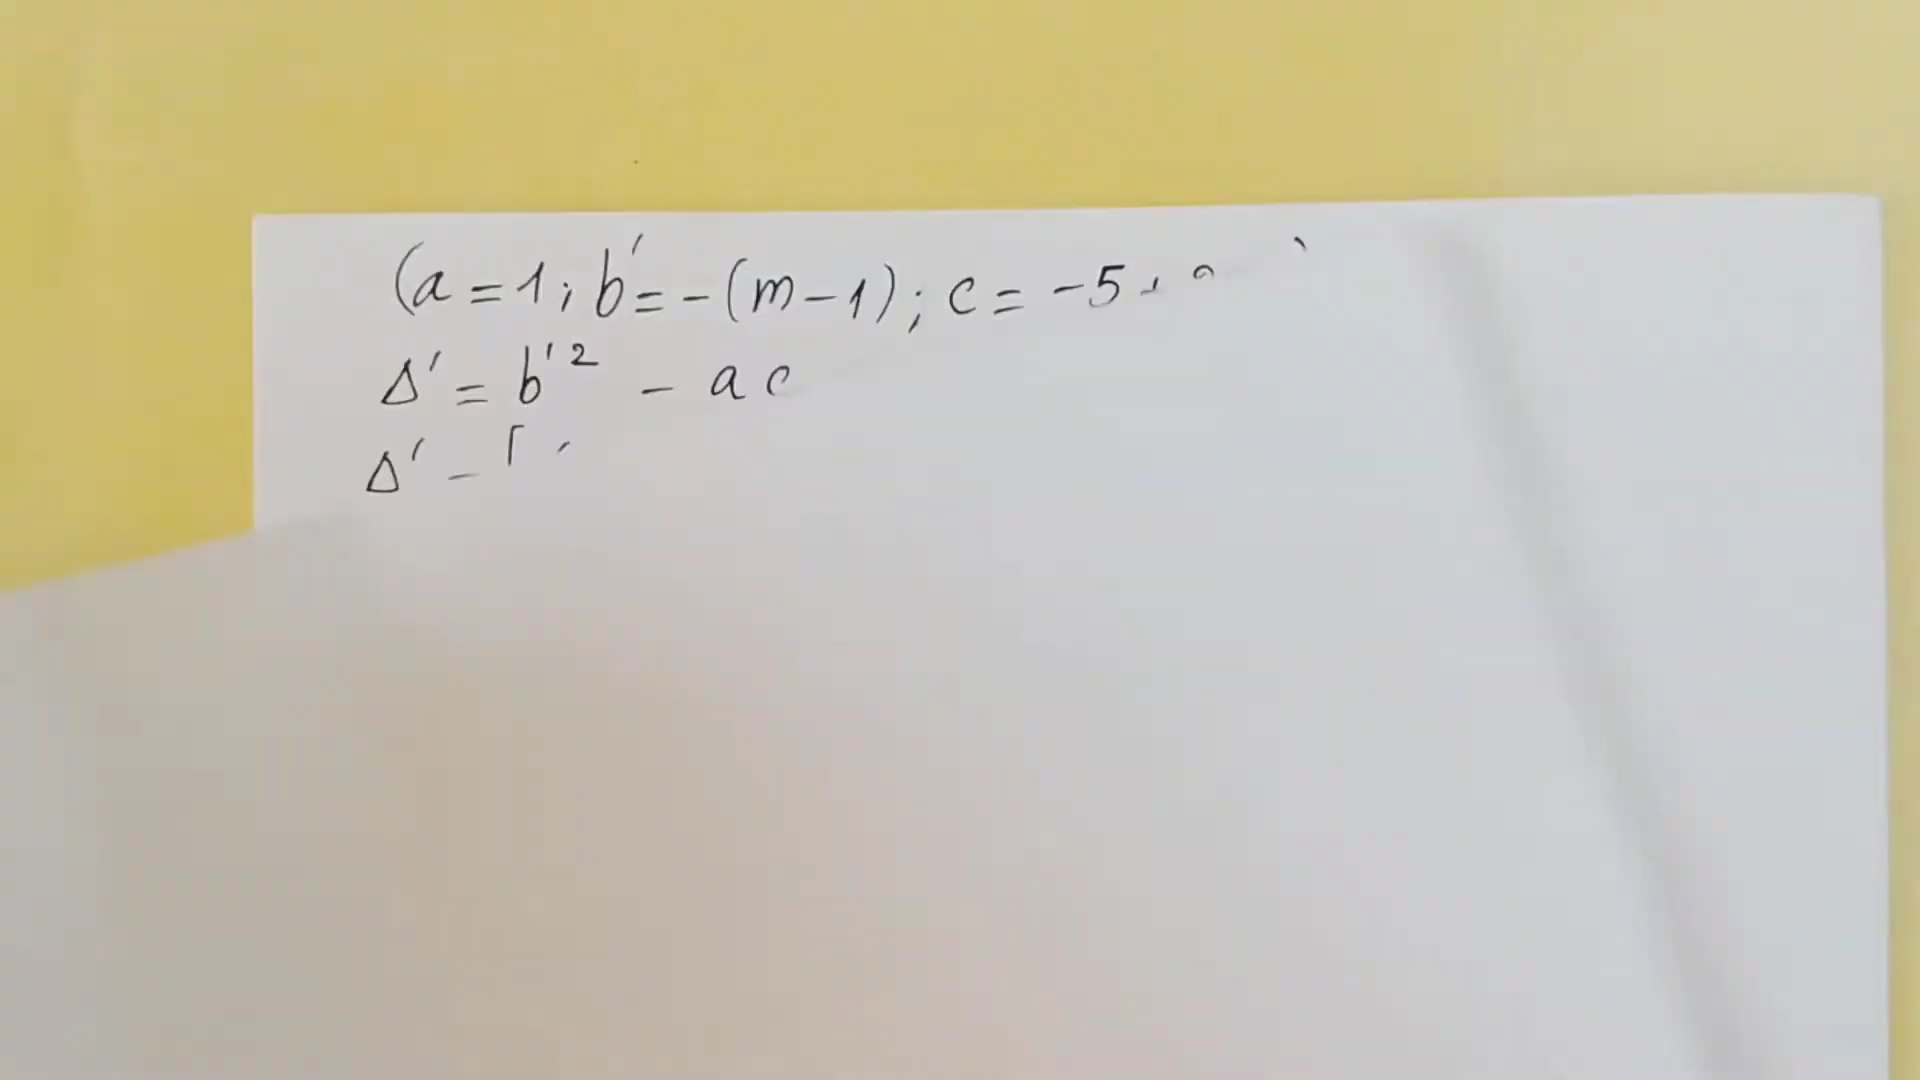 (a = 1; b' = -(m - 1); c = -5
Δ' = b'² - ac
Δ'